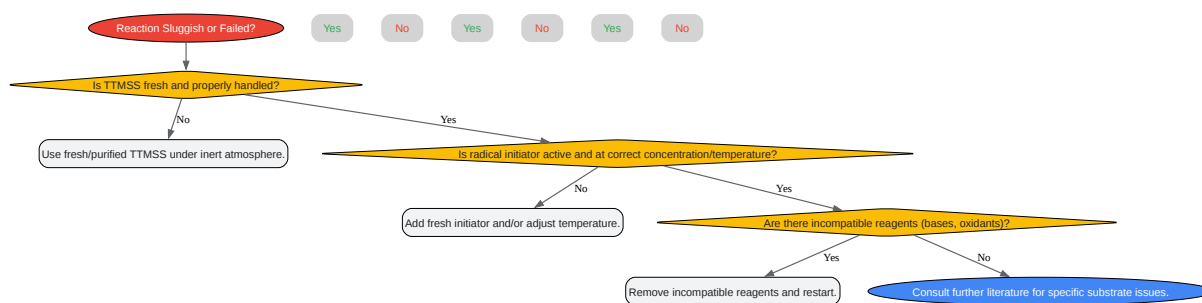 Reaction Sluggish or Failed?
Yes
No
Yes
No
Yes
No
Is TTMSS fresh and properly handled?
No
Yes
Use fresh/purified TTMSS under inert atmosphere.
Is radical initiator active and at correct concentration/temperature?
No
Yes
Add fresh initiator and/or adjust temperature.
Are there incompatible reagents (bases, oxidants)?
Yes
No
Remove incompatible reagents and restart.
Consult further literature for specific substrate issues.